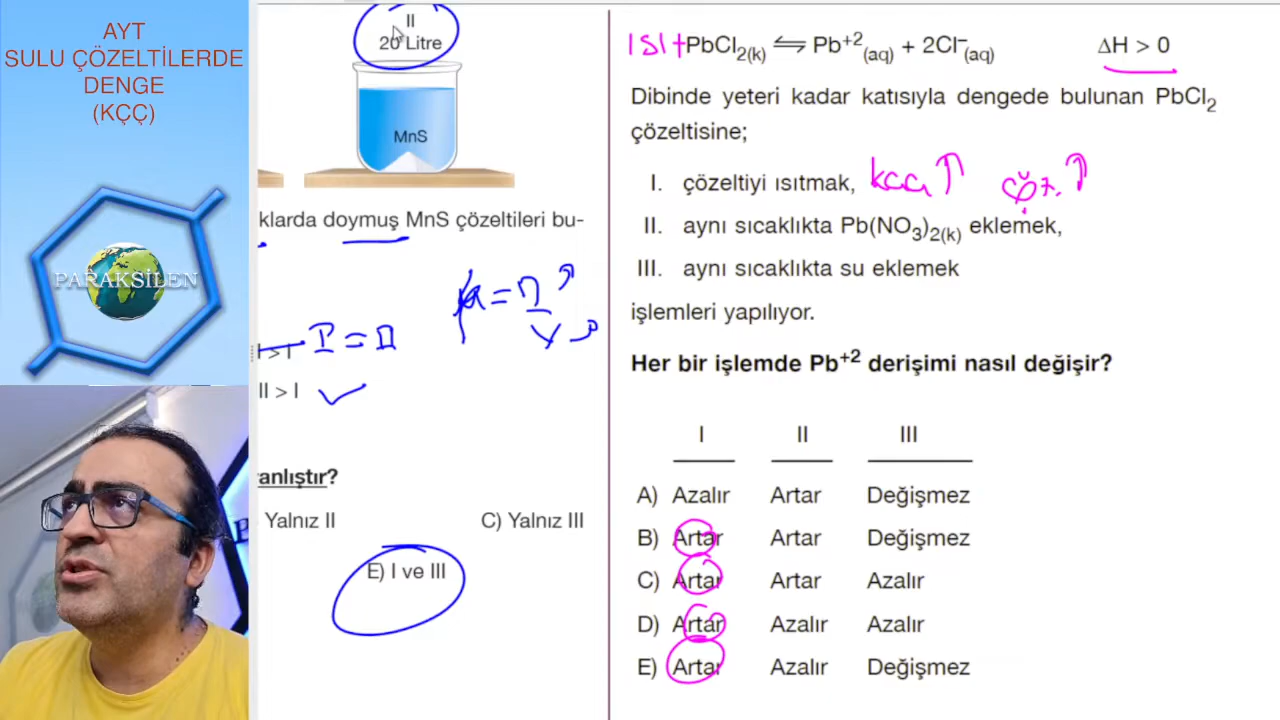 AYT
SULU ÇÖZELTİLERDE
DENGE
(KÇÇ)
PARAKSİLEN
II
20 Litre
MnS
klarda doymuş MnS çözeltileri bu-
I > I
I = II
n
V
II > I
anlıştır?
Yalnız II
C) Yalnız III
E) I ve III
ISI+PbCl2(k) ⇌ Pb+2(aq) + 2Cl–(aq) ΔH > 0
Dibinde yeteri kadar katısıyla dengede bulunan PbCl2
çözeltisine;
I. çözeltiyi ısıtmak, kçç ↑ çöz. ↑
II. aynı sıcaklıkta Pb(NO3)2(k) eklemek,
III. aynı sıcaklıkta su eklemek
işlemleri yapılıyor.
Her bir işlemde Pb+2 derişimi nasıl değişir?
I II III
A) Azalır Artar Değişmez
B) Artar Artar Değişmez
C) Artar Artar Azalır
D) Artar Azalır Azalır
E) Artar Azalır Değişmez